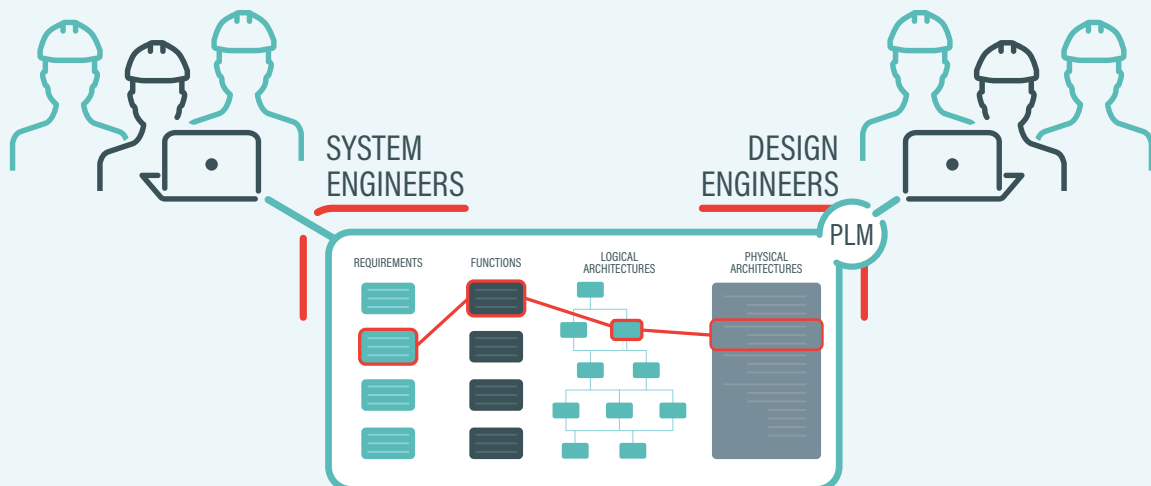 SYSTEM
ENGINEERS
DESIGN
ENGINEERS
PLM
REQUIREMENTS
FUNCTIONS
LOGICAL
ARCHITECTURES
PHYSICAL
ARCHITECTURES